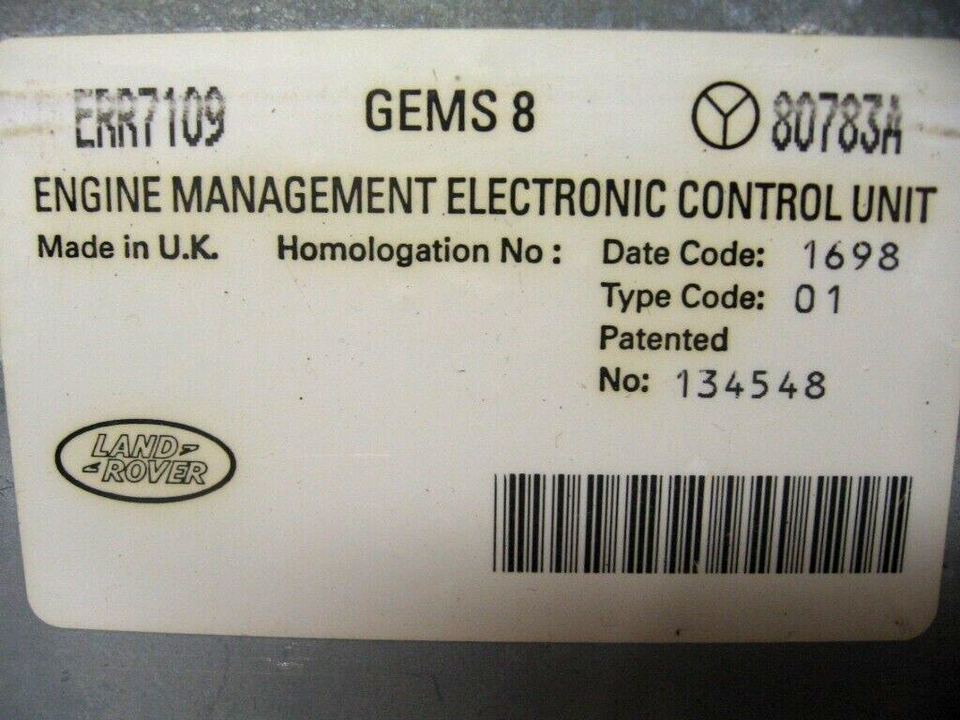 ERR7109 GEMS 8 80783A
ENGINE MANAGEMENT ELECTRONIC CONTROL UNIT
Made in U.K. Homologation No : Date Code: 1698
Type Code: 01
Patented
No: 134548
LAND
ROVER